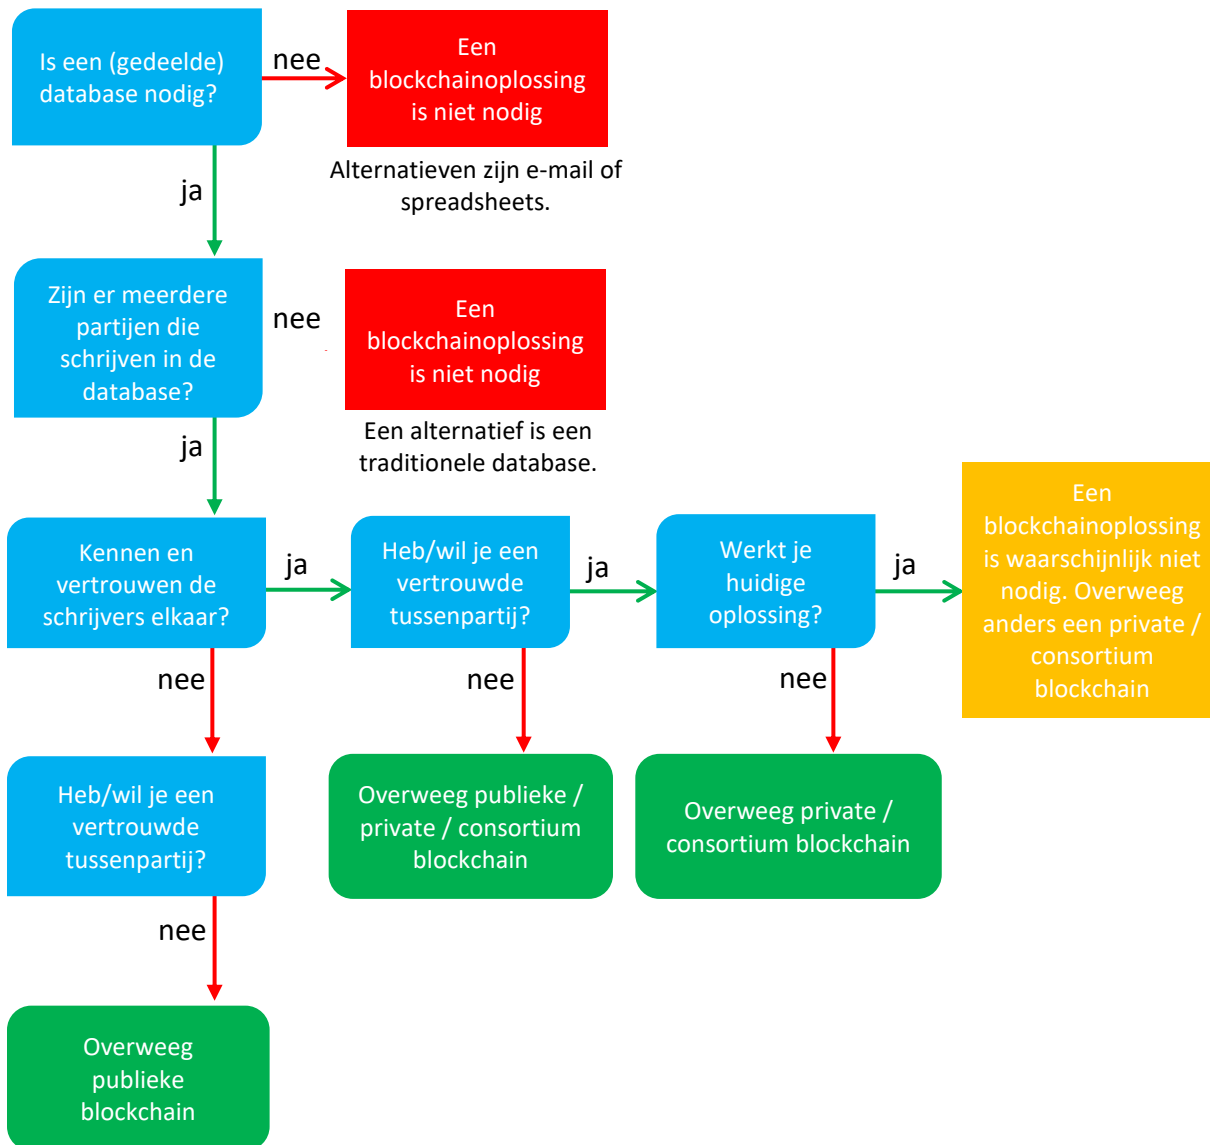 Is een (gedeelde)
database nodig?
nee
Een
blockchainoplossing
is niet nodig
Alternatieven zijn e-mail of
spreadsheets.
ja
Zijn er meerdere
partijen die
schrijven in de
database?
nee
Een
blockchainoplossing
is niet nodig
Een alternatief is een
traditionele database.
ja
Kennen en
vertrouwen de
schrijvers elkaar?
ja
Heb/wil je een
vertrouwde
tussenpartij?
ja
Werkt je
huidige
oplossing?
ja
Een
blockchainoplossing
is waarschijnlijk niet
nodig. Overweeg
anders een private /
consortium
blockchain
nee
nee
nee
Heb/wil je een
vertrouwde
tussenpartij?
Overweeg publieke /
private / consortium
blockchain
Overweeg private /
consortium blockchain
nee
Overweeg
publieke
blockchain